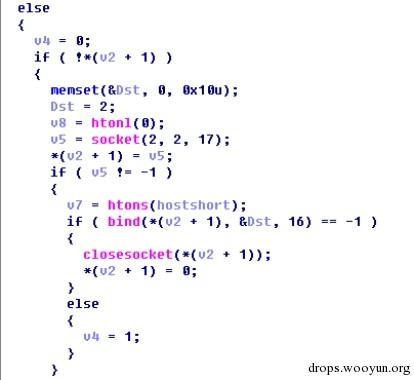 else
{
v4 = 0;
if ( !*(v2 + 1) )
{
memset(&Dst, 0, 0x10u);
Dst = 2;
v8 = htonl(0);
v5 = socket(2, 2, 17);
*(v2 + 1) = v5;
if ( v5 != -1 )
{
v7 = htons(hostshort);
if ( bind(*(v2 + 1), &Dst, 16) == -1 )
{
closesocket(*(v2 + 1));
*(v2 + 1) = 0;
}
else
{
v4 = 1;
}
}
drops.wooyun.org